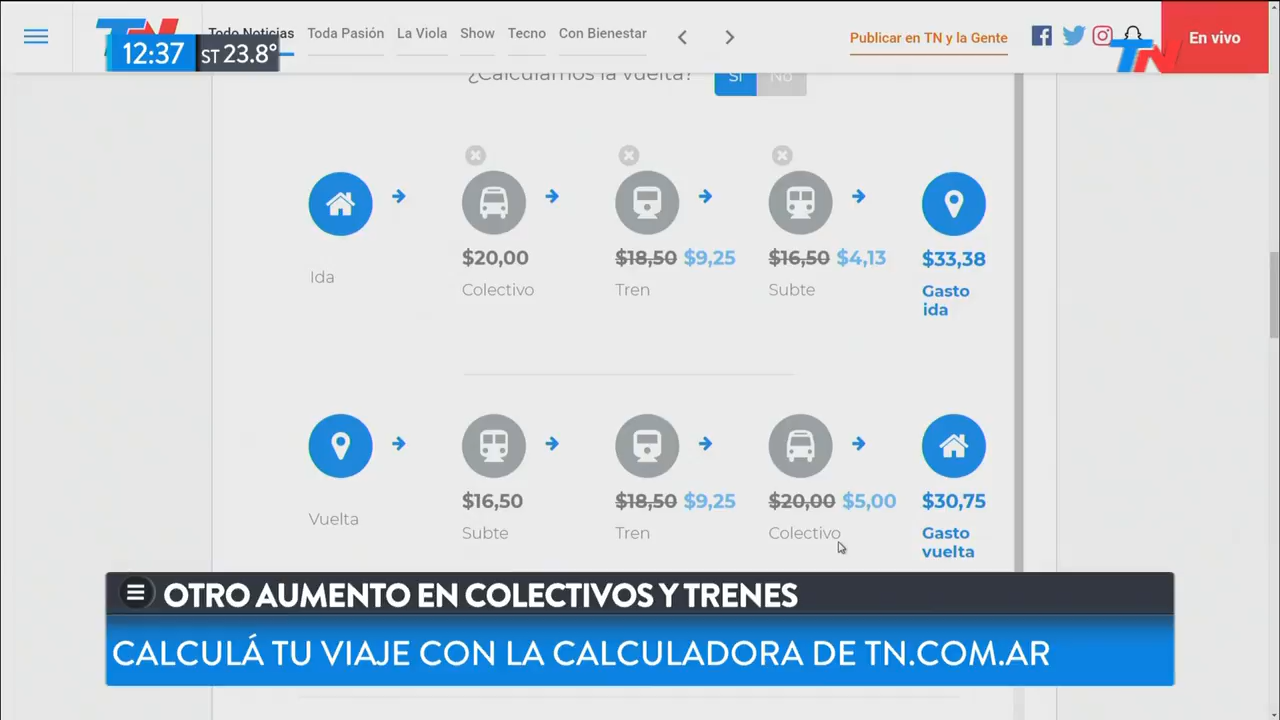 TN
Todo Noticias
Toda Pasión
La Viola
Show
Tecno
Con Bienestar
Publicar en TN y la Gente
En vivo
12:37
ST 23.8°
TN
¿Calculamos la vuelta?
Sí
No
$20,00
$18,50 $9,25
$16,50 $4,13
$33,38
Ida
Colectivo
Tren
Subte
Gasto
ida
$16,50
$18,50 $9,25
$20,00 $5,00
$30,75
Vuelta
Subte
Tren
Colectivo
Gasto
vuelta
OTRO AUMENTO EN COLECTIVOS Y TRENES
CALCULÁ TU VIAJE CON LA CALCULADORA DE TN.COM.AR